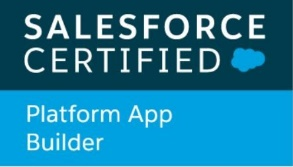 SALESFORCE
CERTIFIED
Platform App
Builder